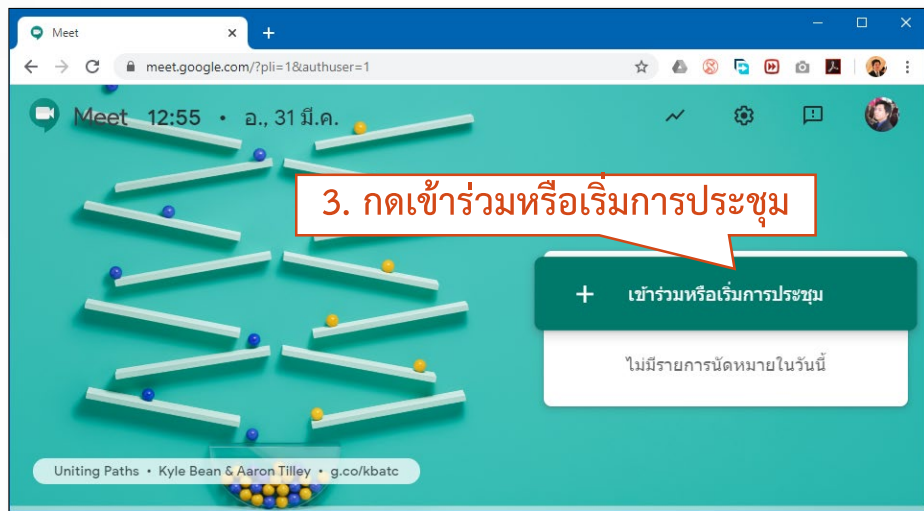 Meet
meet.google.com/?pli=1&authuser=1
Meet 12:55 • อ., 31 มี.ค.
3. กดเข้าร่วมหรือเริ่มการประชุม
+ เข้าร่วมหรือเริ่มการประชุม
ไม่มีรายการนัดหมายในวันนี้
Uniting Paths • Kyle Bean & Aaron Tilley • g.co/kbatc